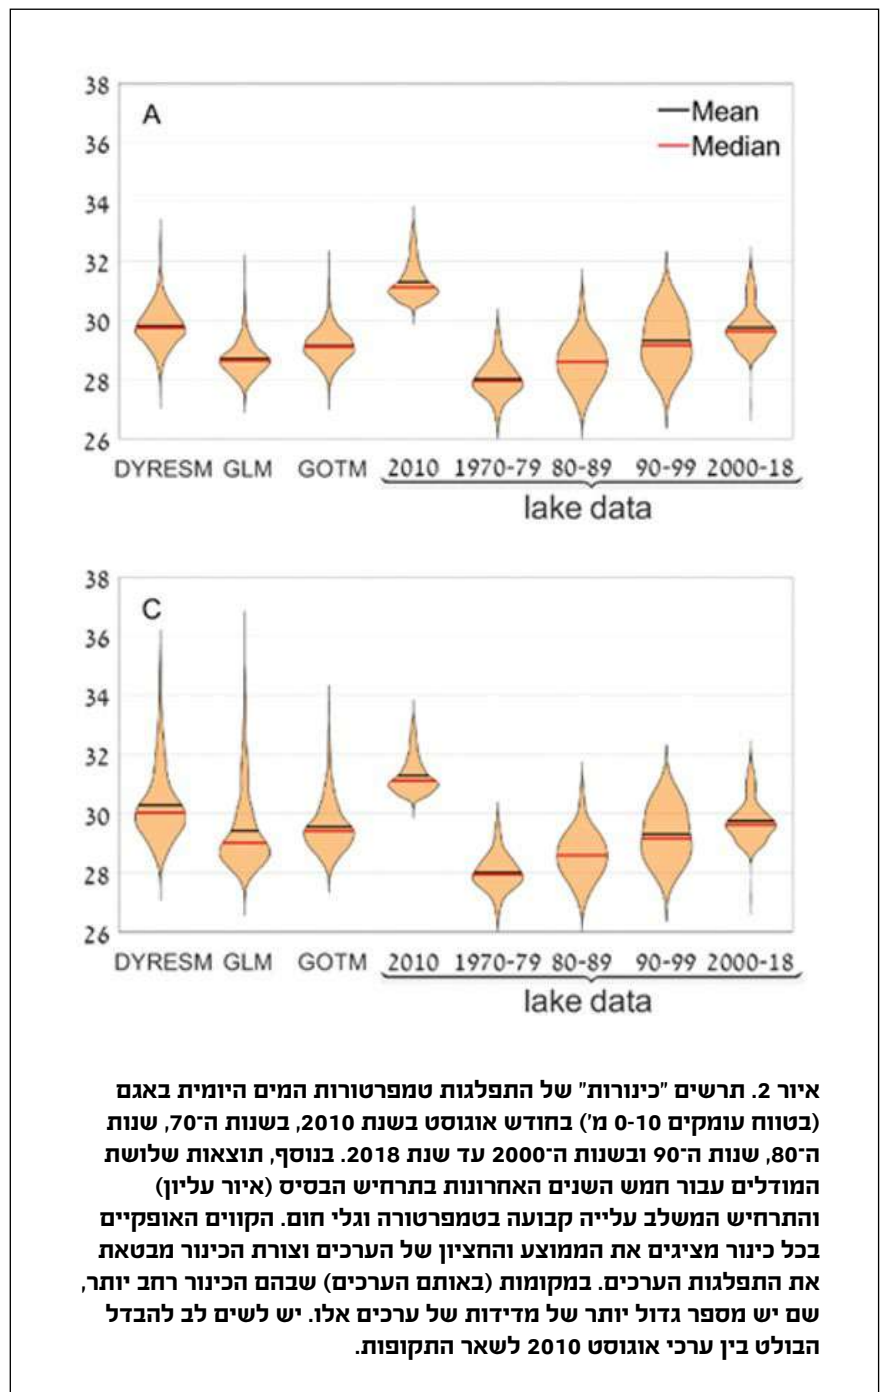 38
A
Mean
36
Median
34
32
30
28
26
DYRESM GLM GOTM 2010 1970-79 80-89 90-99 2000-18
lake data
38
C
36
34
32
30
28
26
DYRESM GLM GOTM 2010 1970-79 80-89 90-99 2000-18
lake data
איור 2. תרשים "כינורות" של התפלגות טמפרטורות המים היומית באגם
(בטווח עומקים 0-10 מ') בחודש אוגוסט בשנת 2010, בשנות ה־70, שנות
ה־80, שנות ה־90 ובשנות ה־2000 עד שנת 2018. בנוסף, תוצאות שלושת
המודלים עבור חמש השנים האחרונות בתרחיש הבסיס (איור עליון)
והתרחיש המשלב עלייה קבועה בטמפרטורה וגלי חום. הקווים האופקיים
בכל כינור מציגים את הממוצע והחציון של הערכים וצורת הכינור מבטאת
את התפלגות הערכים. במקומות (באותם הערכים) שבהם הכינור רחב יותר,
שם יש מספר גדול יותר של מדידות של ערכים אלו. יש לשים לב להבדל
הבולט בין ערכי אוגוסט 2010 לשאר התקופות.